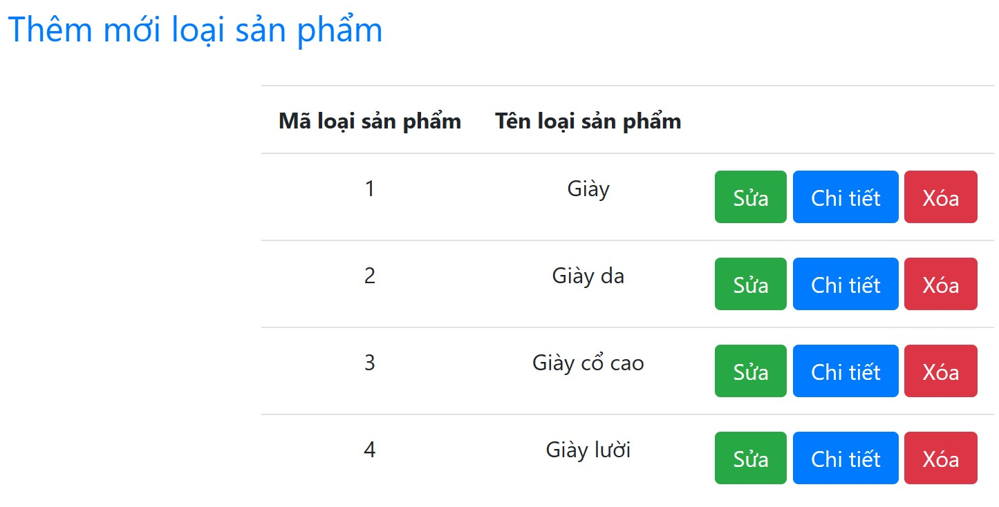 Thêm mới loại sản phẩm
Mã loại sản phẩm Tên loại sản phẩm
1 Giày Sửa Chi tiết Xóa
2 Giày da Sửa Chi tiết Xóa
3 Giày cổ cao Sửa Chi tiết Xóa
4 Giày lười Sửa Chi tiết Xóa